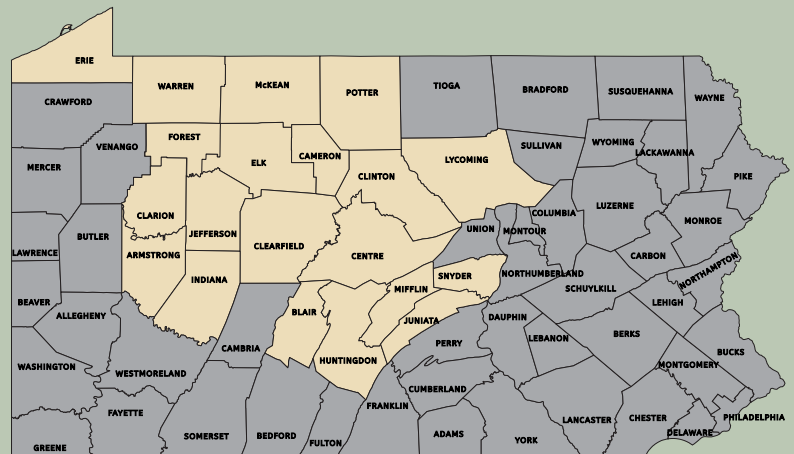 ERIE
WARREN
McKEAN
POTTER
TIOGA
BRADFORD
SUSQUEHANNA
WAYNE
CRAWFORD
FOREST
VENANGO
ELK
CAMERON
LYCOMING
SULLIVAN
WYOMING
LACKAWANNA
MERCER
CLINTON
PIKE
CLARION
LUZERNE
COLUMBIA
MONROE
JEFFERSON
BUTLER
CLEARFIELD
UNION
MONTOUR
LAWRENCE
ARMSTRONG
CENTRE
CARBON
NORTHAMPTON
INDIANA
SNYDER
NORTHUMBERLAND
MIFFLIN
SCHUYLKILL
BEAVER
LEHIGH
ALLEGHENY
BLAIR
JUNIATA
DAUPHIN
BERKS
LEBANON
PERRY
CAMBRIA
BUCKS
HUNTINGDON
WASHINGTON
MONTGOMERY
WESTMORELAND
CUMBERLAND
FRANKLIN
FAYETTE
LANCASTER
CHESTER
PHILADELPHIA
SOMERSET
BEDFORD
ADAMS
DELAWARE
FULTON
YORK
GREENE